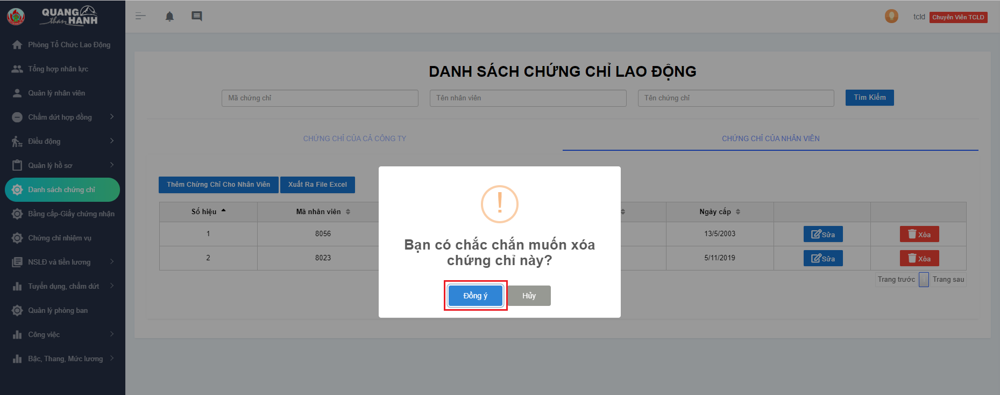 QUANG
than HANH
tcld Chuyên Viên TCLD
Phòng Tổ Chức Lao Động
Tổng hợp nhân lực
Quản lý nhân viên
Chấm dứt hợp đồng
Điều động
Quản lý hồ sơ
Danh sách chứng chỉ
Bằng cấp-Giấy chứng nhận
Chứng chỉ nhiệm vụ
NSLĐ và tiền lương
Tuyển dụng, chấm dứt
Quản lý phòng ban
Công việc
Bậc, Thang, Mức lương
DANH SÁCH CHỨNG CHỈ LAO ĐỘNG
Mã chứng chỉ Tên nhân viên Tên chứng chỉ Tìm Kiếm
CHỨNG CHỈ CỦA CẢ CÔNG TY CHỨNG CHỈ CỦA NHÂN VIÊN
Thêm Chứng Chỉ Cho Nhân Viên Xuất Ra File Excel
Số hiệu Mã nhân viên Ngày cấp
1 8056 13/5/2003 Sửa Xóa
2 8023 5/11/2019 Sửa Xóa
Trang trước 1 Trang sau
!
Bạn có chắc chắn muốn xóa
chứng chỉ này?
Đồng ý Hủy